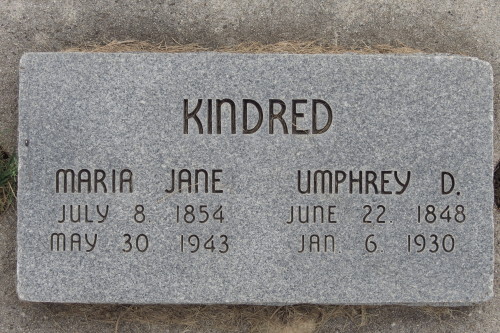 KINDRED
MARIA JANE UMPHREY D.
JULY 8 1854 JUNE 22 1848
MAY 30 1943 JAN 6 1930